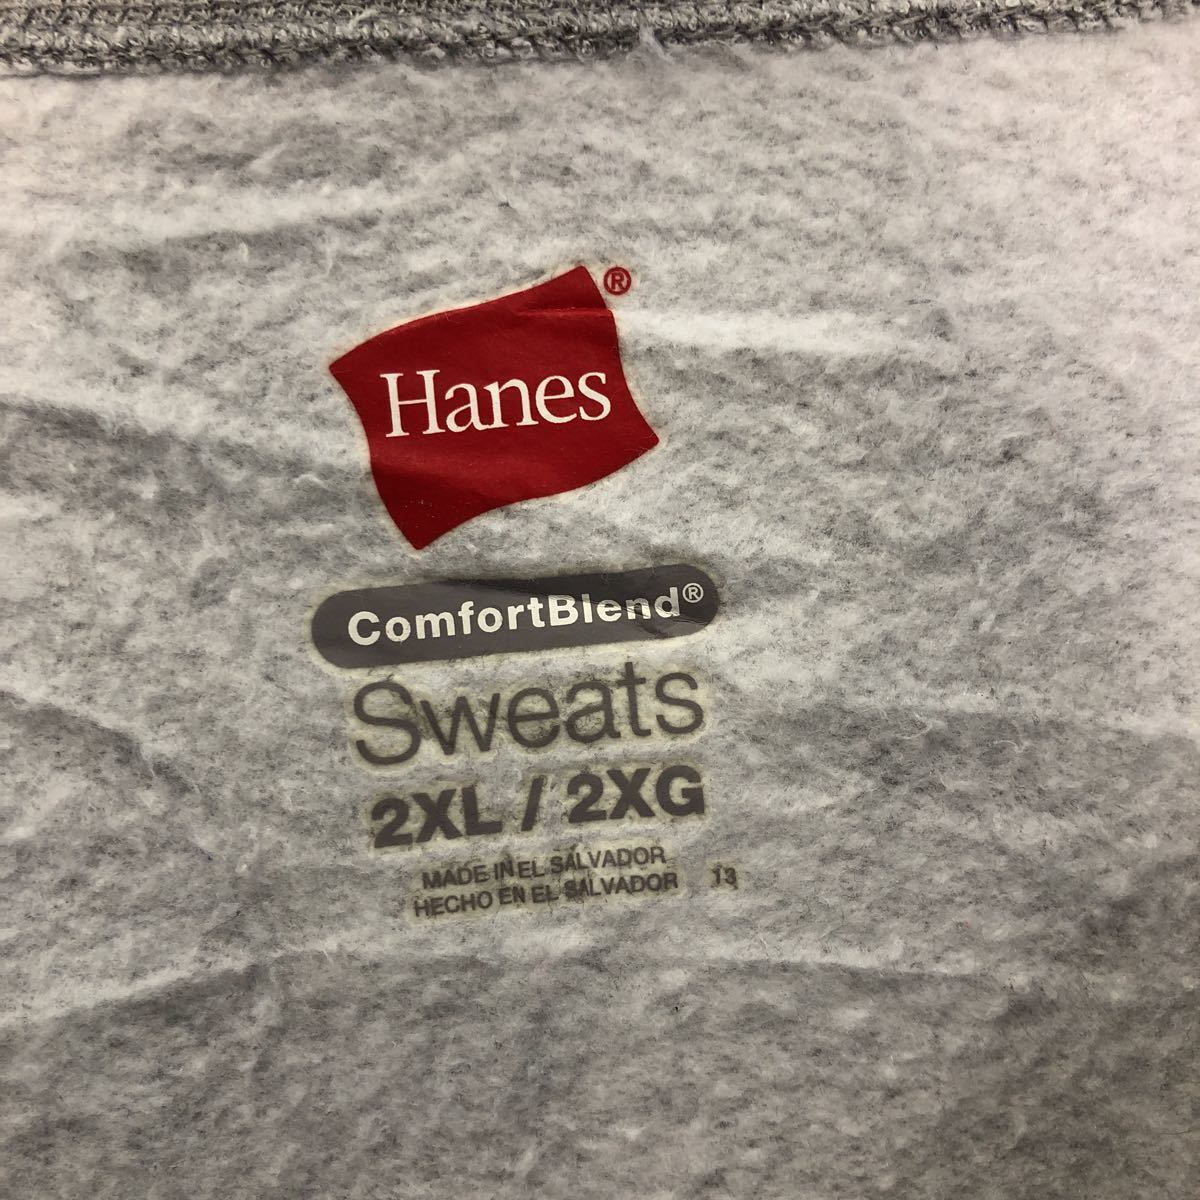 Hanes®
ComfortBlend®
Sweats
2XL / 2XG
MADE IN EL SALVADOR
HECHO EN EL SALVADOR 13